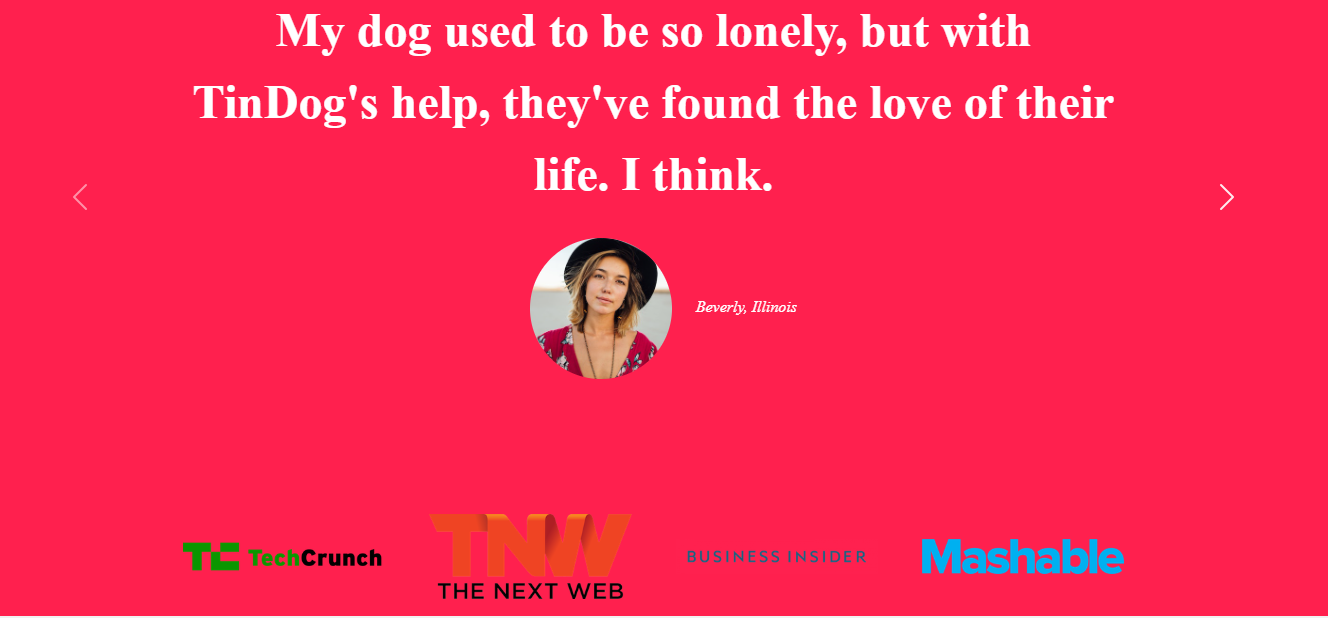 My dog used to be so lonely, but with
TinDog's help, they've found the love of their
life. I think.
Beverly, Illinois
TC TechCrunch
TNW
THE NEXT WEB
BUSINESS INSIDER
Mashable